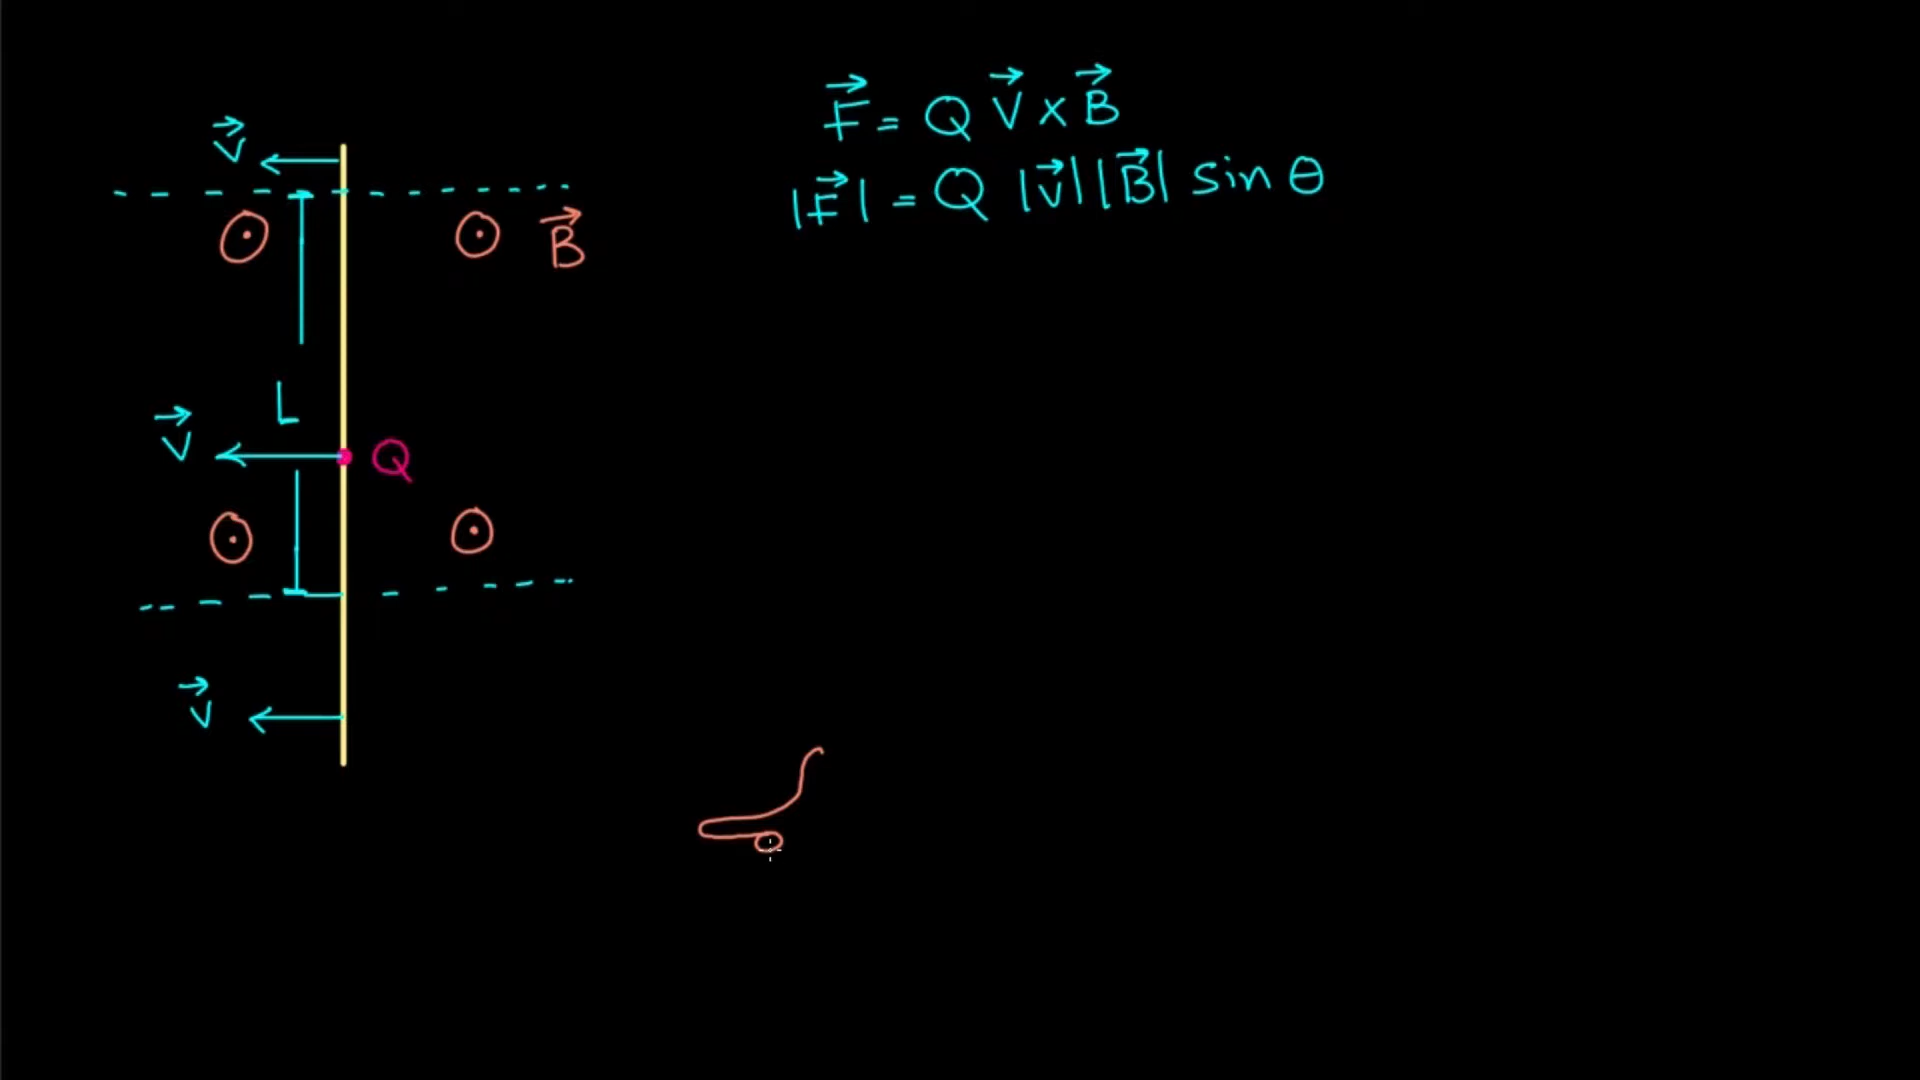 F⃗ = Q V⃗ × B⃗
|F⃗| = Q |v⃗| |B⃗| sin θ
v⃗
B⃗
L
v⃗
Q
v⃗